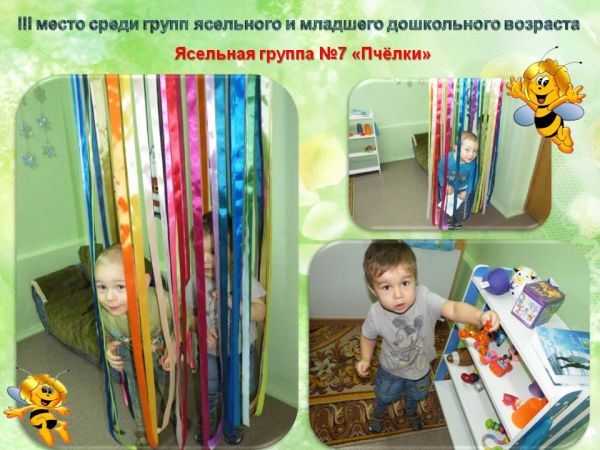 III место среди групп ясельного и младшего дошкольного возраста
Ясельная группа №7 «Пчёлки»